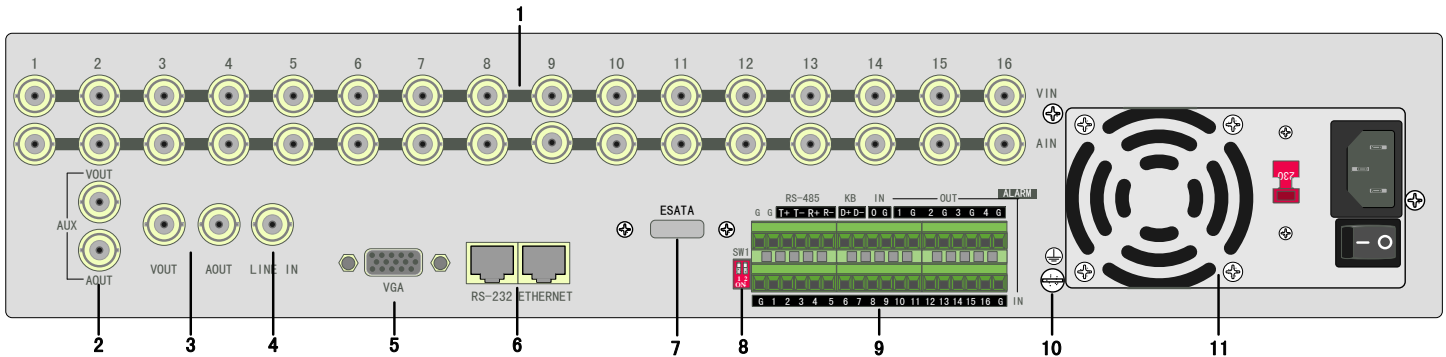 1
1 2 3 4 5 6 7 8 9 10 11 12 13 14 15 16
VIN
AIN
VOUT
AUX
AOUT
VOUT AOUT LINE IN
VGA
RS-232 ETHERNET
ESATA
SW1
1 2
ON
RS-485 KB IN OUT ALARM
G G T+ T- R+ R- D+ D- 0 G 1 G 2 G 3 G 4 G
G 1 2 3 4 5 6 7 8 9 10 11 12 13 14 15 16 G IN
230
2 3 4 5 6 7 8 9 10 11